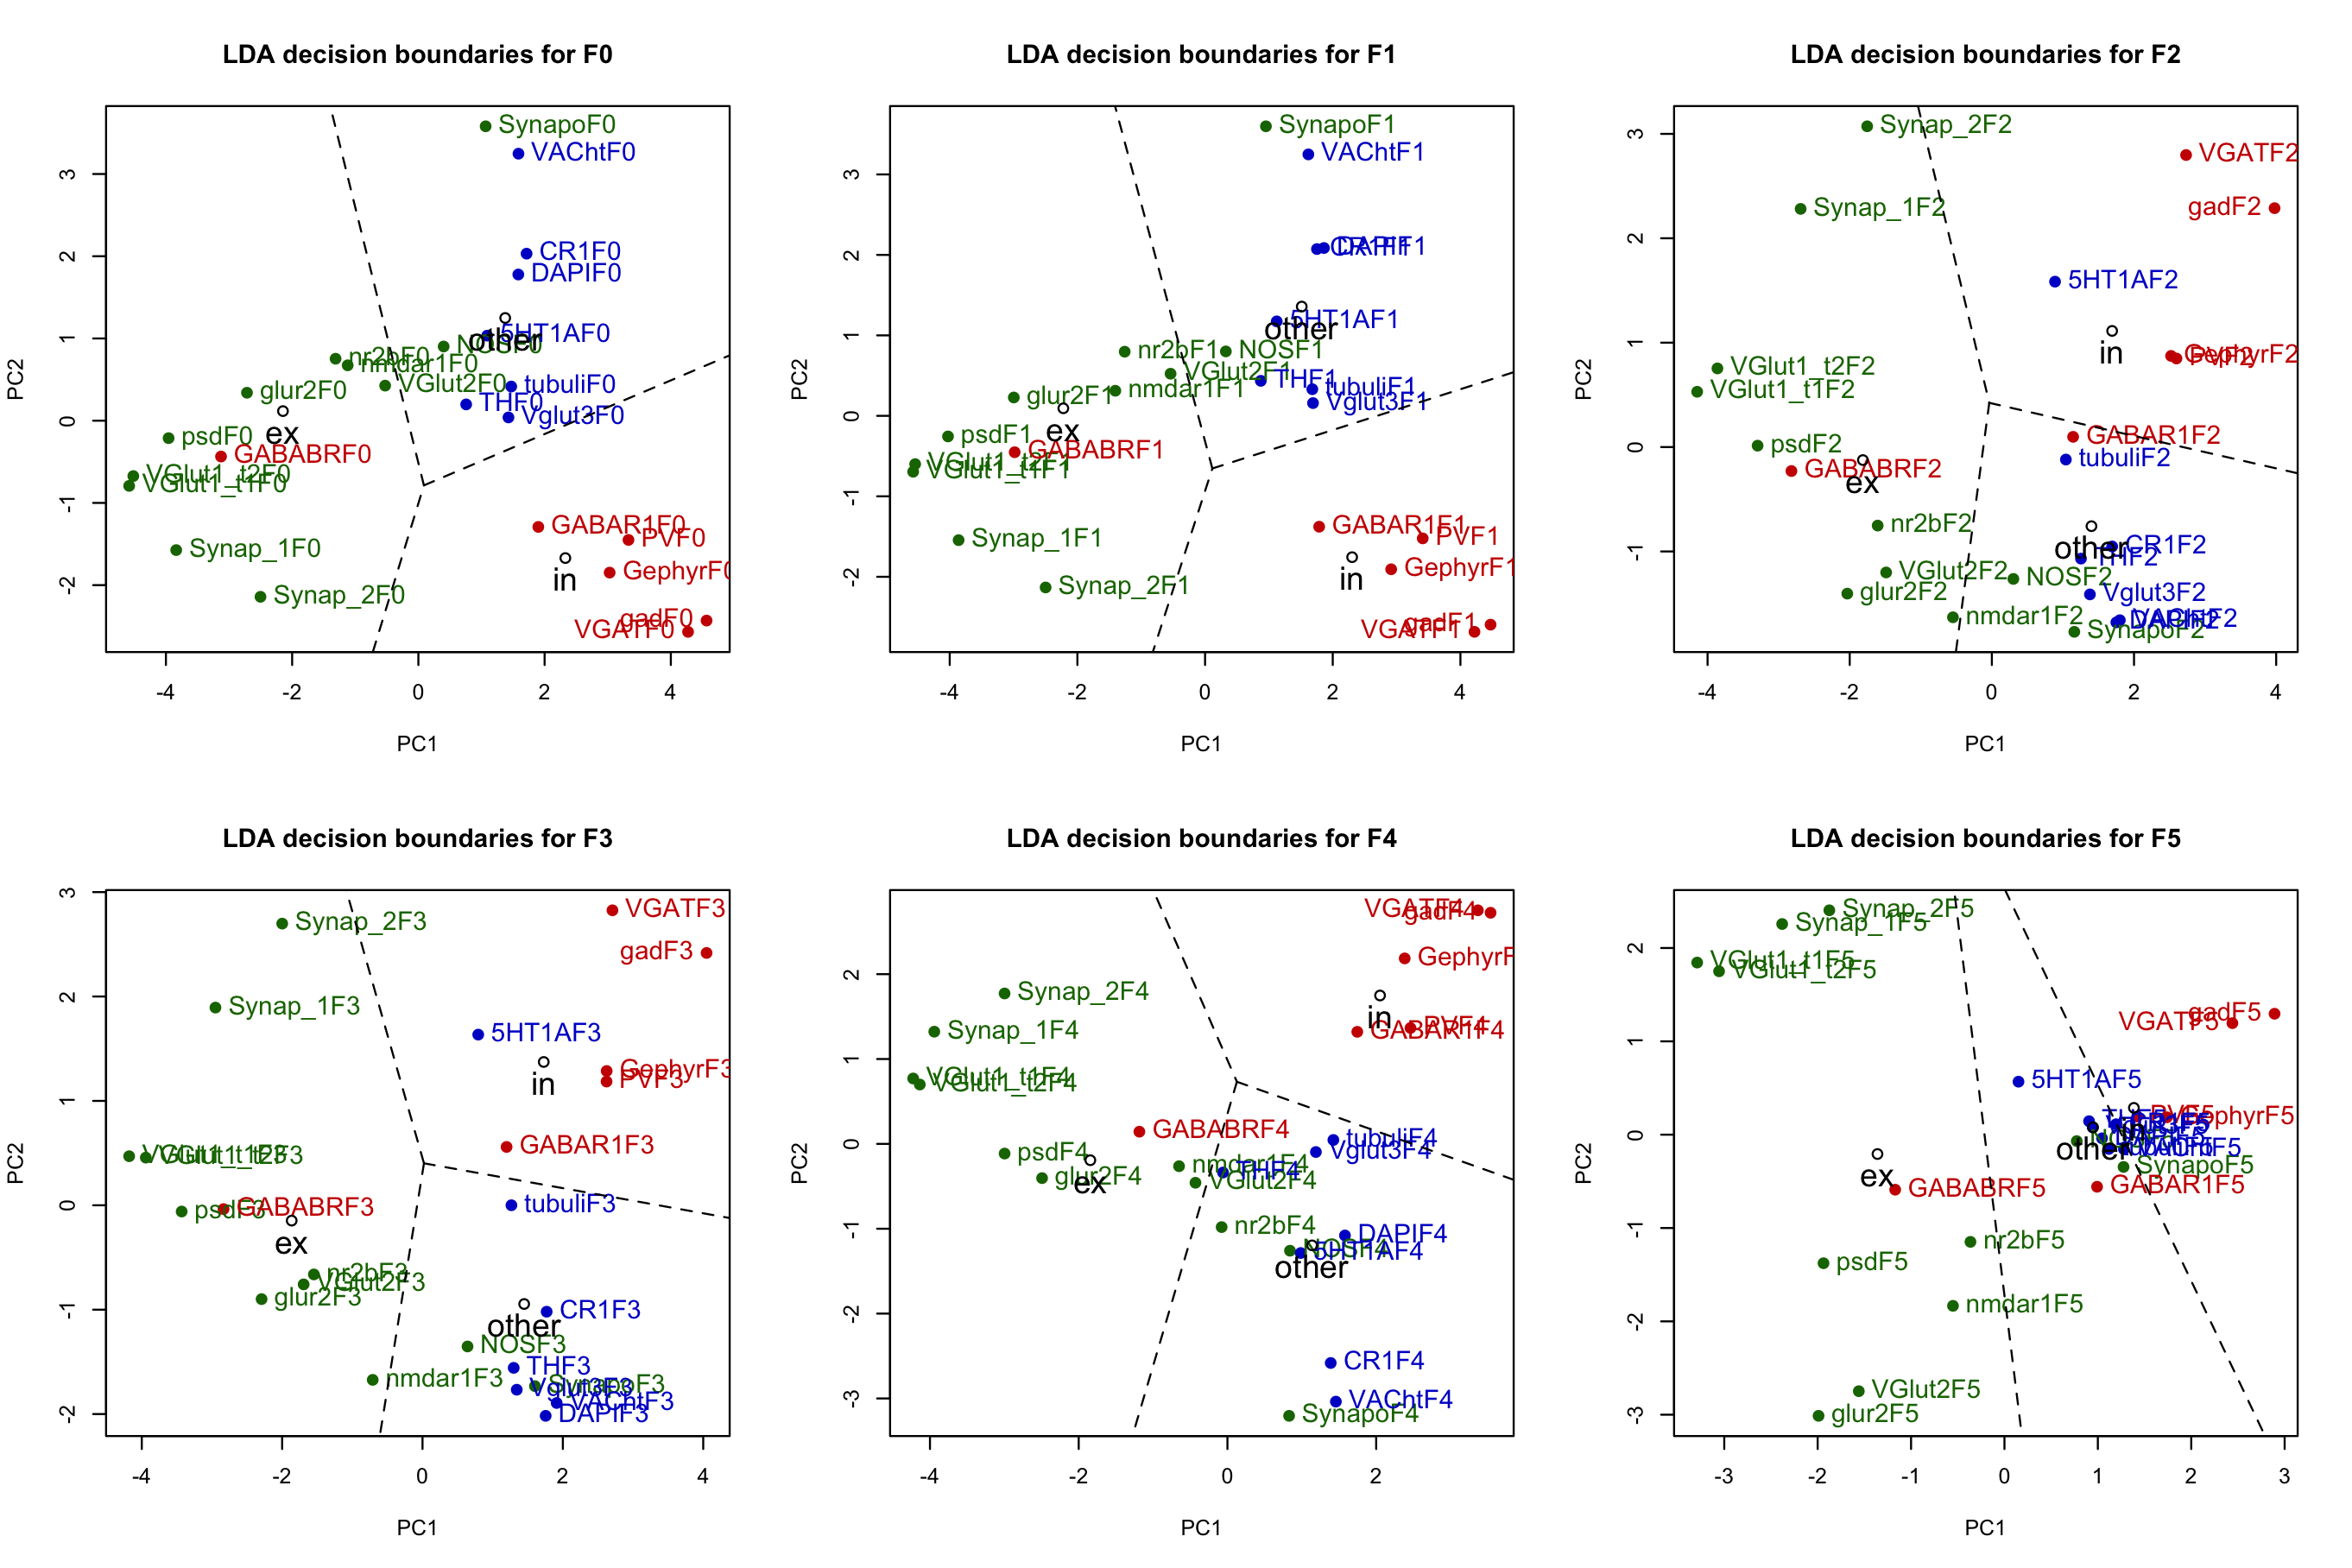 LDA decision boundaries for F0
PC2
3
2
1
0
-1
-2
SynapoF0
VAChtF0
CR1F0
DAPIF0
5HT1AF0
other
NOSF0
nr2bF0
nmdar1F0
VGlut2F0
glur2F0
tubuliF0
THF0
Vglut3F0
ex
psdF0
GABABRF0
VGlut1_t2F0
VGlut1_t1F0
Synap_1F0
Synap_2F0
GABAR1F0
PVF0
GephyrF0
in
gadF0
VGATF0
-4 -2 0 2 4
PC1
LDA decision boundaries for F1
PC2
3
2
1
0
-1
-2
SynapoF1
VAChtF1
CR1F1
DAPIF1
5HT1AF1
other
nr2bF1
NOSF1
VGlut2F1
THF1
nmdar1F1
tubuliF1
Vglut3F1
glur2F1
ex
psdF1
GABABRF1
VGlut1_t2F1
VGlut1_t1F1
Synap_1F1
Synap_2F1
GABAR1F1
PVF1
GephyrF1
in
gadF1
VGATF1
-4 -2 0 2 4
PC1
LDA decision boundaries for F2
PC2
3
2
1
0
-1
Synap_2F2
VGATF2
Synap_1F2
gadF2
5HT1AF2
in
GephyrF2
PVF2
VGlut1_t2F2
VGlut1_t1F2
GABAR1F2
tubuliF2
psdF2
GABABRF2
ex
nr2bF2
other
CR1F2
THF2
VGlut2F2
NOSF2
glur2F2
Vglut3F2
nmdar1F2
VAChtF2
DAPIF2
SynapoF2
-4 -2 0 2 4
PC1
LDA decision boundaries for F3
PC2
3
2
1
0
-1
-2
Synap_2F3
VGATF3
gadF3
Synap_1F3
5HT1AF3
in
GephyrF3
PVF3
GABAR1F3
VGlut1_t1F3
VGlut1_t2F3
psdF3
GABABRF3
tubuliF3
ex
nr2bF3
VGlut2F3
glur2F3
CR1F3
other
NOSF3
THF3
nmdar1F3
SynapoF3
Vglut3F3
VAChtF3
DAPIF3
-4 -2 0 2 4
PC1
LDA decision boundaries for F4
PC2
2
1
0
-1
-2
-3
VGATF4
gadF4
GephyrF
in
GABAR1F4
PVF4
Synap_2F4
Synap_1F4
VGlut1_t1F4
VGlut1_t2F4
GABABRF4
tubuliF4
Vglut3F4
psdF4
glur2F4
ex
nmdar1F4
THF4
VGlut2F4
nr2bF4
DAPIF4
NOSF4
5HT1AF4
other
CR1F4
VAChtF4
SynapoF4
-4 -2 0 2
PC1
LDA decision boundaries for F5
PC2
2
1
0
-1
-2
-3
Synap_2F5
Synap_1F5
VGlut1_t1F5
VGlut1_t2F5
gadF5
VGATF5
5HT1AF5
THF5
PVF5
GephyrF5
in
other
VAChtF5
SynapoF5
GABAR1F5
ex
GABABRF5
nr2bF5
psdF5
nmdar1F5
VGlut2F5
glur2F5
-3 -2 -1 0 1 2 3
PC1